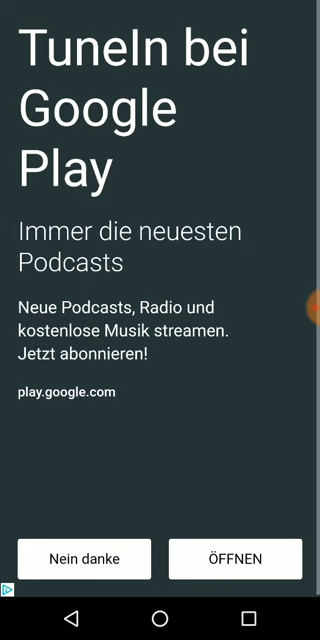 TuneIn bei
Google
Play
Immer die neuesten
Podcasts
Neue Podcasts, Radio und
kostenlose Musik streamen.
Jetzt abonnieren!
play.google.com
Nein danke
ÖFFNEN